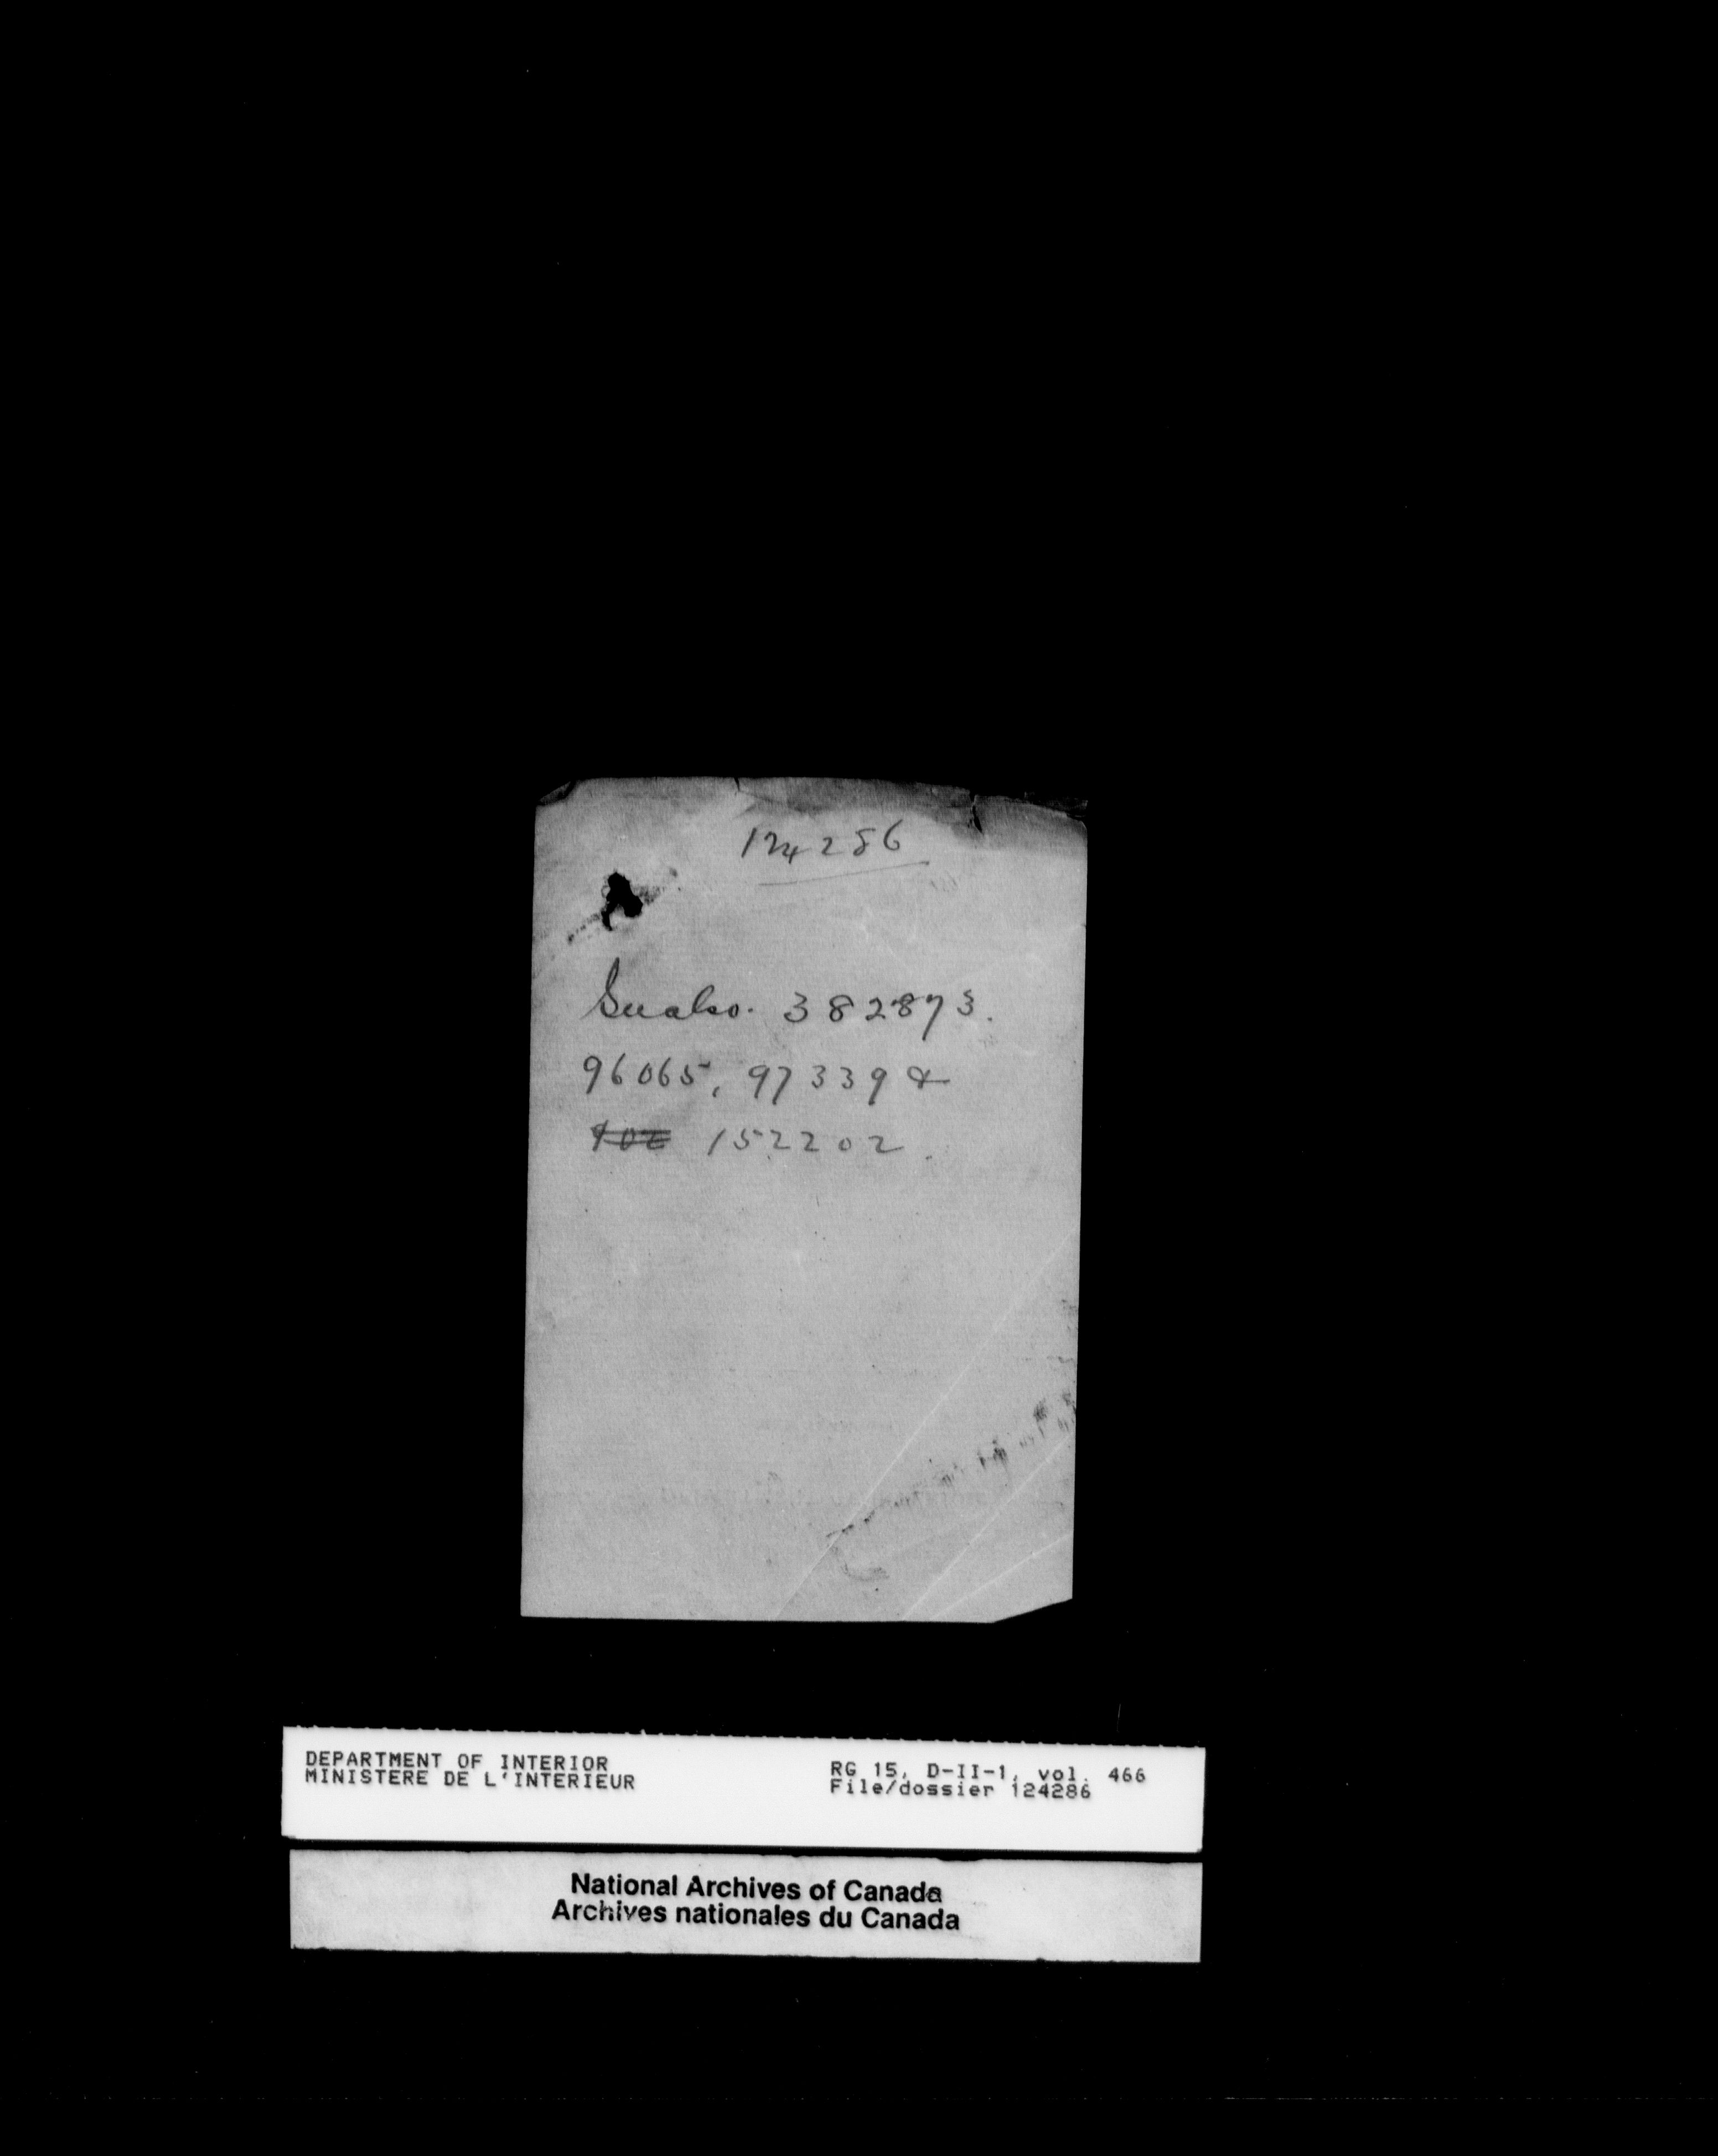 124286
See also. 382873.
96065, 97339 &
152202.
DEPARTMENT OF INTERIOR
MINISTERE DE L'INTERIEUR
RG 15, D-II-1, vol. 466
File/dossier 124286
National Archives of Canada
Archives nationales du Canada